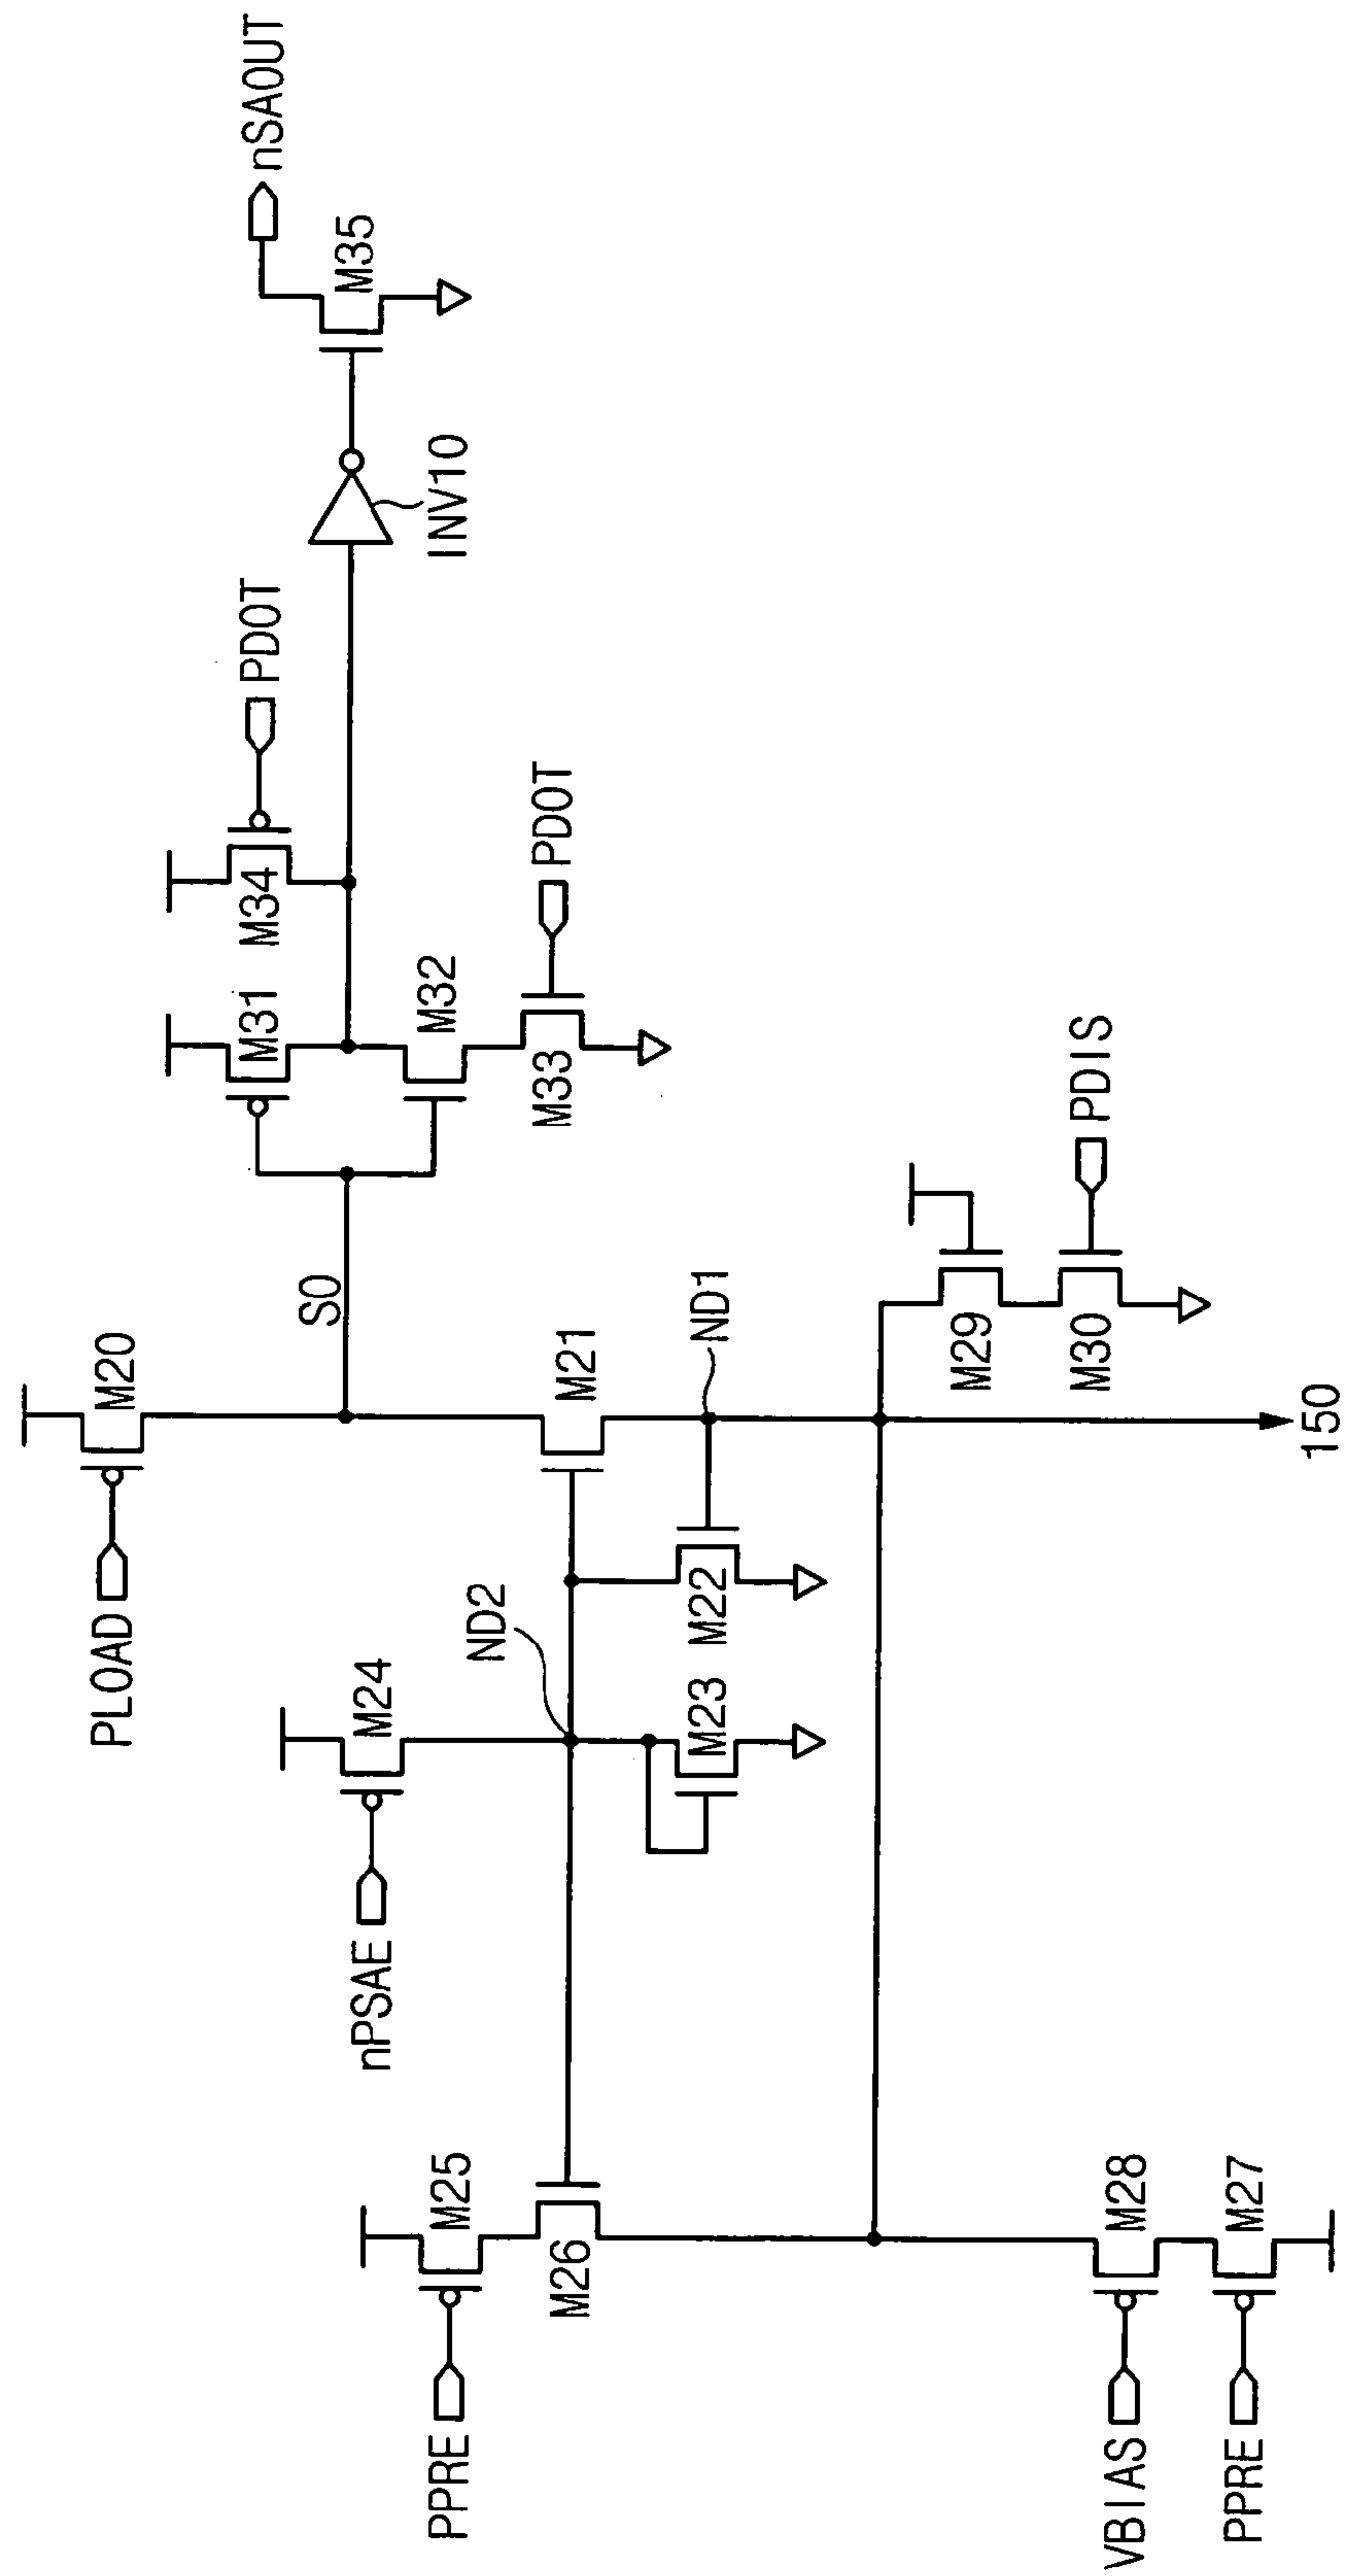 nSAOUT
M35
INV10
PDOT
M34
PDOT
M31
M32
M33
SO
PDIS
M20
M21
ND1
M29
M30
150
PLOAD
ND2
M22
M24
M23
nPSAE
M25
M26
M28
M27
PPRE
VBIAS
PPRE